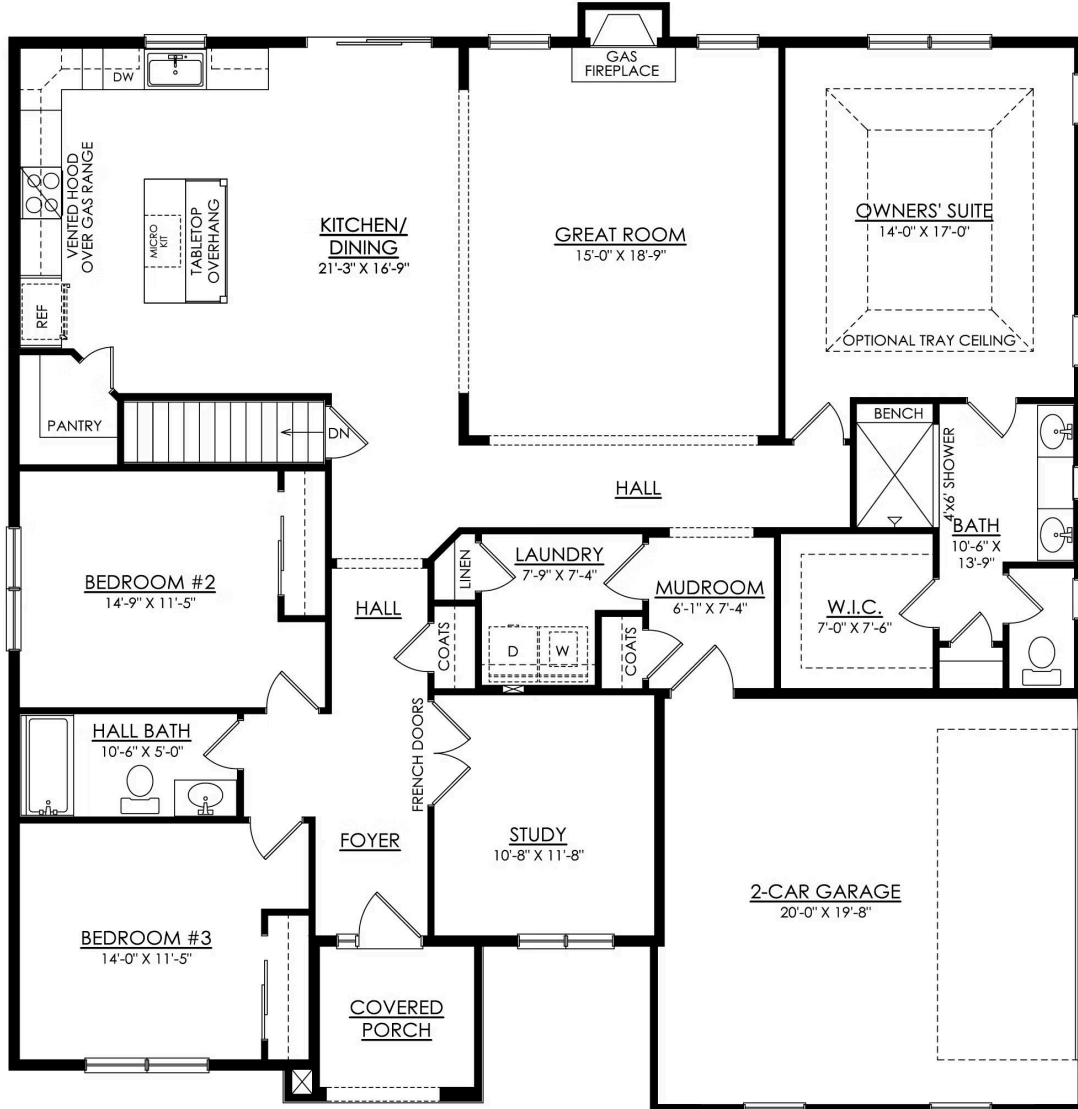 GAS
FIREPLACE
DW
VENTED HOOD
OVER GAS RANGE
MICRO
KIT
TABLETOP
OVERHANG
REF
KITCHEN/
DINING
21'-3" X 16'-9"
GREAT ROOM
15'-0" X 18'-9"
OWNERS' SUITE
14'-0" X 17'-0"
OPTIONAL TRAY CEILING
PANTRY
DN
BENCH
4'x6' SHOWER
BATH
10'-6" X
13'-9"
HALL
LINEN
LAUNDRY
7'-9" X 7'-4"
MUDROOM
6'-1" X 7'-4"
W.I.C.
7'-0" X 7'-6"
BEDROOM #2
14'-9" X 11'-5"
HALL
COATS
D
W
COATS
HALL BATH
10'-6" X 5'-0"
FRENCH DOORS
FOYER
STUDY
10'-8" X 11'-8"
2-CAR GARAGE
20'-0" X 19'-8"
BEDROOM #3
14'-0" X 11'-5"
COVERED
PORCH